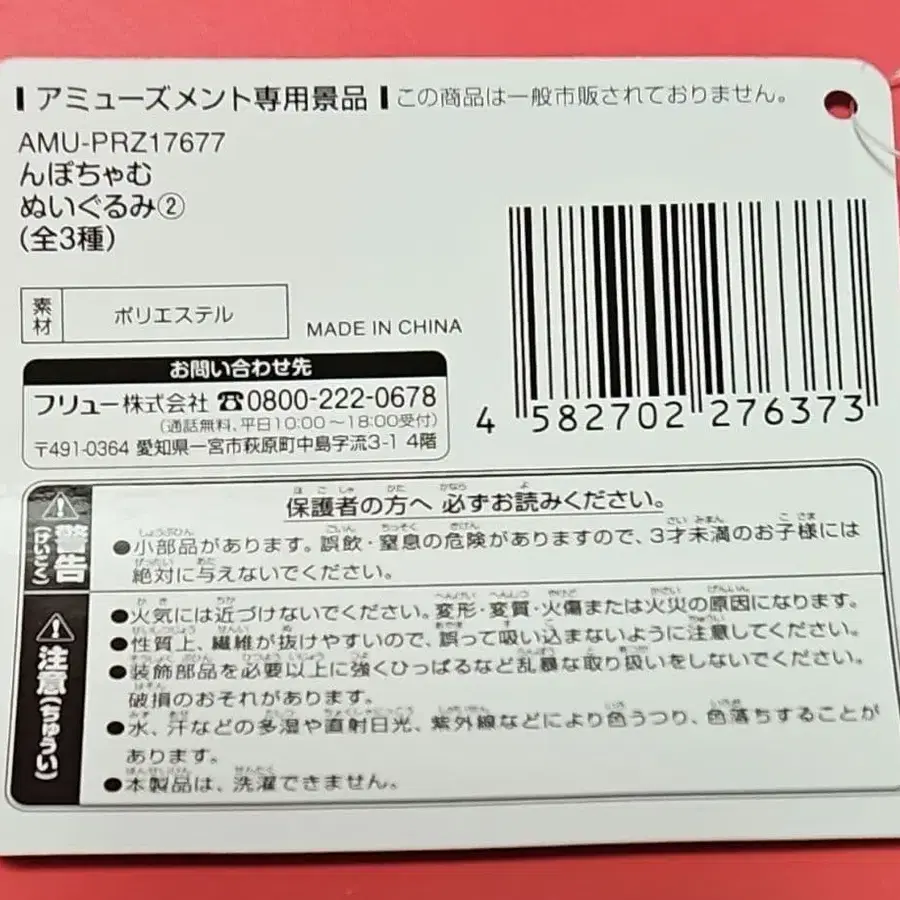 アミューズメント専用景品 この商品は一般市販されておりません。
AMU-PRZ17677
んぽちゃむ
ぬいぐるみ②
(全3種)
素材 ポリエステル
MADE IN CHINA
4 582702 276373
お問い合わせ先
フリュー株式会社 ☎0800-222-0678
(通話無料、平日10:00~18:00受付)
〒491-0364 愛知県一宮市萩原町中島字流3-1 4階
保護者の方へ 必ずお読みください。
警告(けいこく)
●小部品があります。誤飲・窒息の危険がありますので、3才未満のお子様には
絶対に与えないでください。
注意(ちゅうい)
●火気には近づけないでください。変形・変質・火傷または火災の原因になります。
●性質上、繊維が抜けやすいので、誤って吸い込まないように注意してください。
●装飾部品を必要以上に強くひっぱるなど乱暴な取り扱いをしないでください。
破損のおそれがあります。
●水、汗などの多湿や直射日光、紫外線などにより色うつり、色落ちすることが
あります。
●本製品は、洗濯できません。